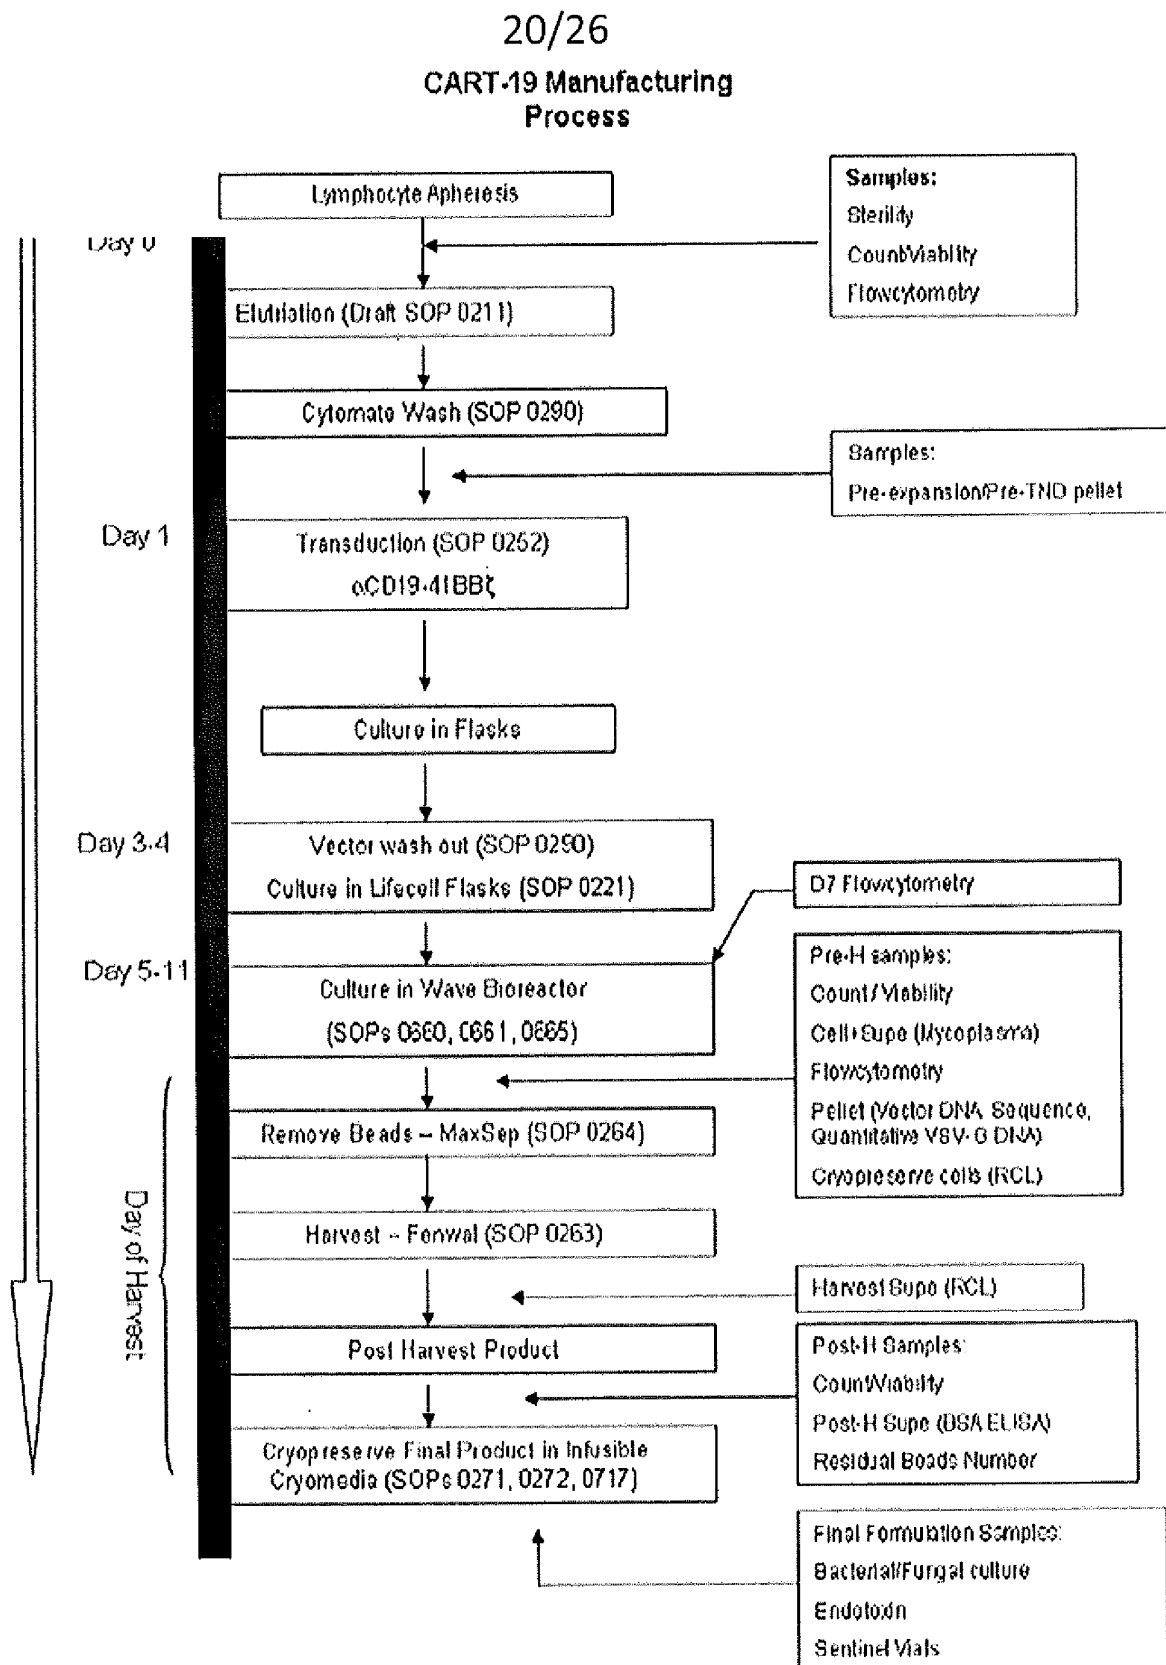 20/26
CART-19 Manufacturing
Process
Lymphocyte Apheresis
Samples:
Sterility
Count/Viablity
Flowcytometry
Day 0
Elutriation (Draft SOP 0211)
Cytomate Wash (SOP 0290)
Samples:
Pre-expansion/Pre-TND pellet
Day 1
Transduction (SOP 0252)
αCD19-41BBζ
Culture in Flasks
Day 3-4
Vector wash out (SOP 0290)
Culture in Lifecell Flasks (SOP 0221)
D7 Flowcytometry
Day 5-11
Culture in Wave Bioreactor
(SOPs 0660, 0661, 0665)
Pre-H samples:
Count / Viability
Cell+Supe (Mycoplasma)
Flowcytometry
Pellet (Vector DNA Sequence,
Quantitative VSV-G DNA)
Cryopreserve cells (RCL)
Day of Harvest
Remove Beads – MaxSep (SOP 0264)
Harvest – Fenwal (SOP 0263)
Harvest Supe (RCL)
Post Harvest Product
Post-H Samples:
Count/Viability
Post-H Supe (BSA ELISA)
Residual Beads Number
Cryopreserve Final Product in Infusible
Cryomedia (SOPs 0271, 0272, 0717)
Final Formulation Samples:
Bacterial/Fungal culture
Endotoxin
Sentinel Vials